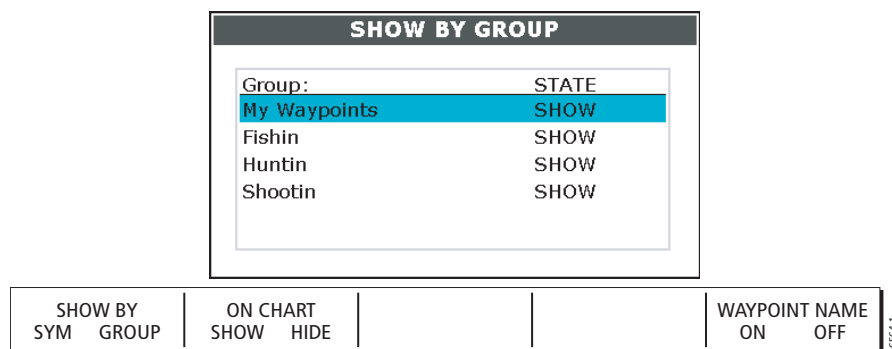 SHOW BY GROUP
Group: STATE
My Waypoints SHOW
Fishin SHOW
Huntin SHOW
Shootin SHOW
SHOW BY ON CHART WAYPOINT NAME
SYM GROUP SHOW HIDE ON OFF